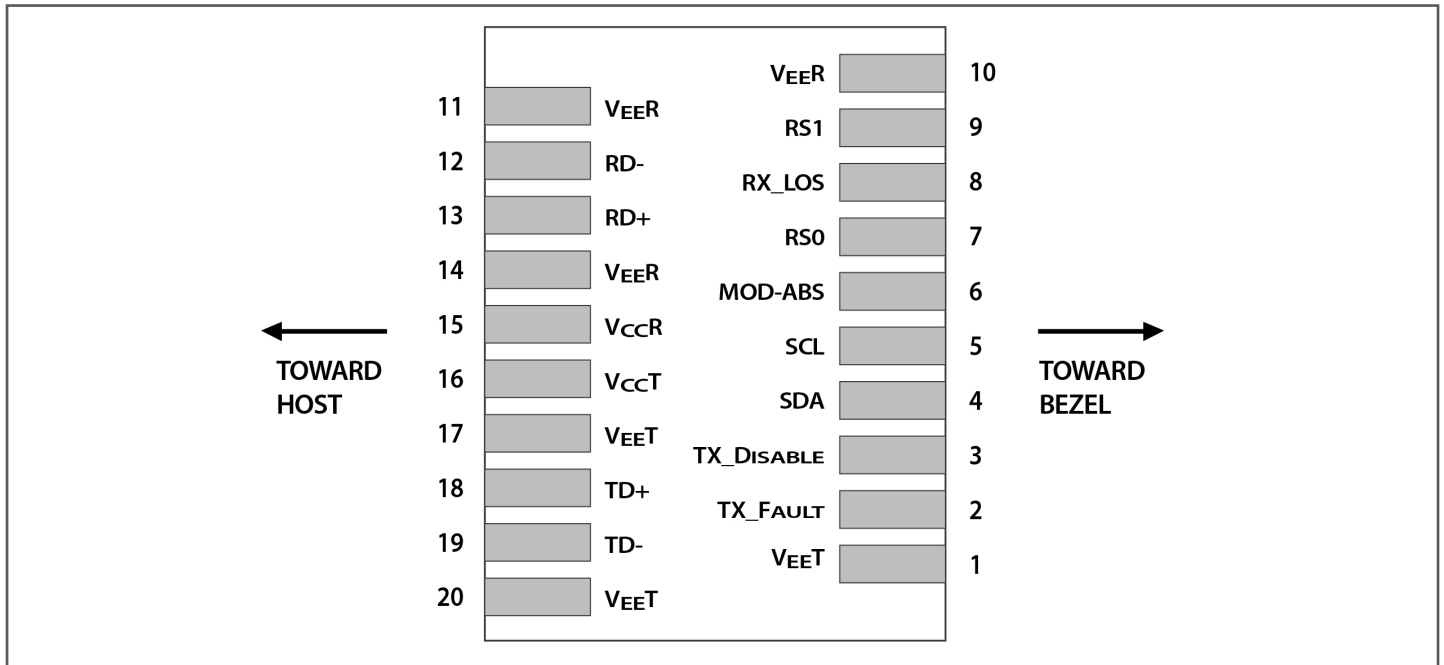 VEER 10
11 VEER
RS1 9
12 RD-
RX_LOS 8
13 RD+
RS0 7
14 VEER
MOD-ABS 6
15 VCCR
SCL 5
TOWARD HOST
TOWARD BEZEL
16 VCCT
SDA 4
17 VEET
TX_DISABLE 3
18 TD+
TX_FAULT 2
19 TD-
VEET 1
20 VEET